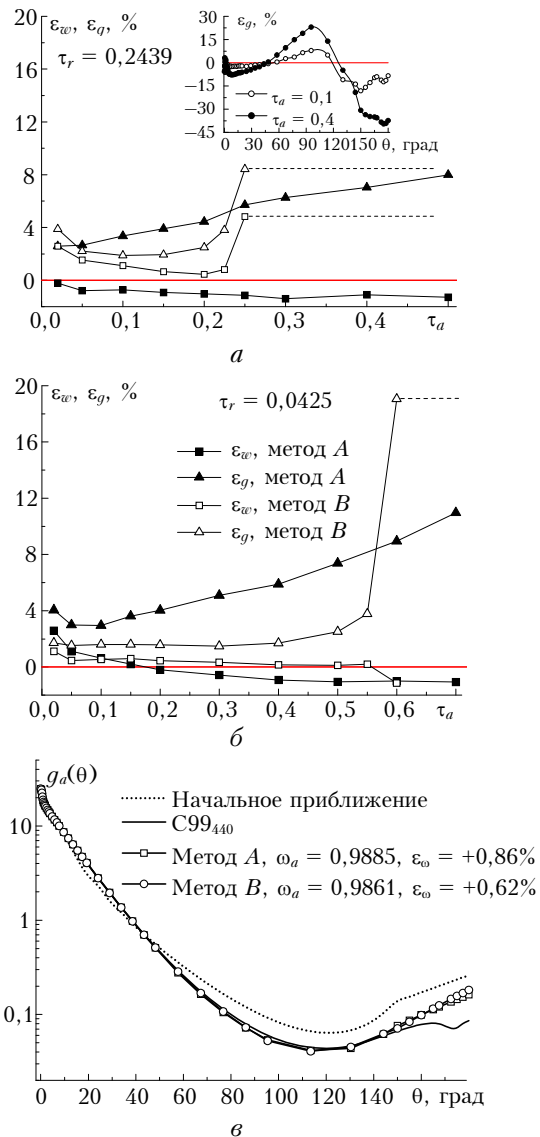 ε_w, ε_g, %
τ_r = 0,2439
20
16
12
8
4
0
0,0 0,1 0,2 0,3 0,4 τ_a
ε_g, %
30
15
0
−15
−30
−45
τ_a = 0,1
τ_a = 0,4
0 30 60 90 120 150 θ, град
а
ε_w, ε_g, %
τ_r = 0,0425
20
16
12
8
4
0
ε_w, метод A
ε_g, метод A
ε_w, метод B
ε_g, метод B
0,0 0,1 0,2 0,3 0,4 0,5 0,6 τ_a
б
g_a(θ)
10
1
0,1
Начальное приближение
C99_440
Метод A, ω_a = 0,9885, ε_ω = +0,86%
Метод B, ω_a = 0,9861, ε_ω = +0,62%
0 20 40 60 80 100 120 140 θ, град
в